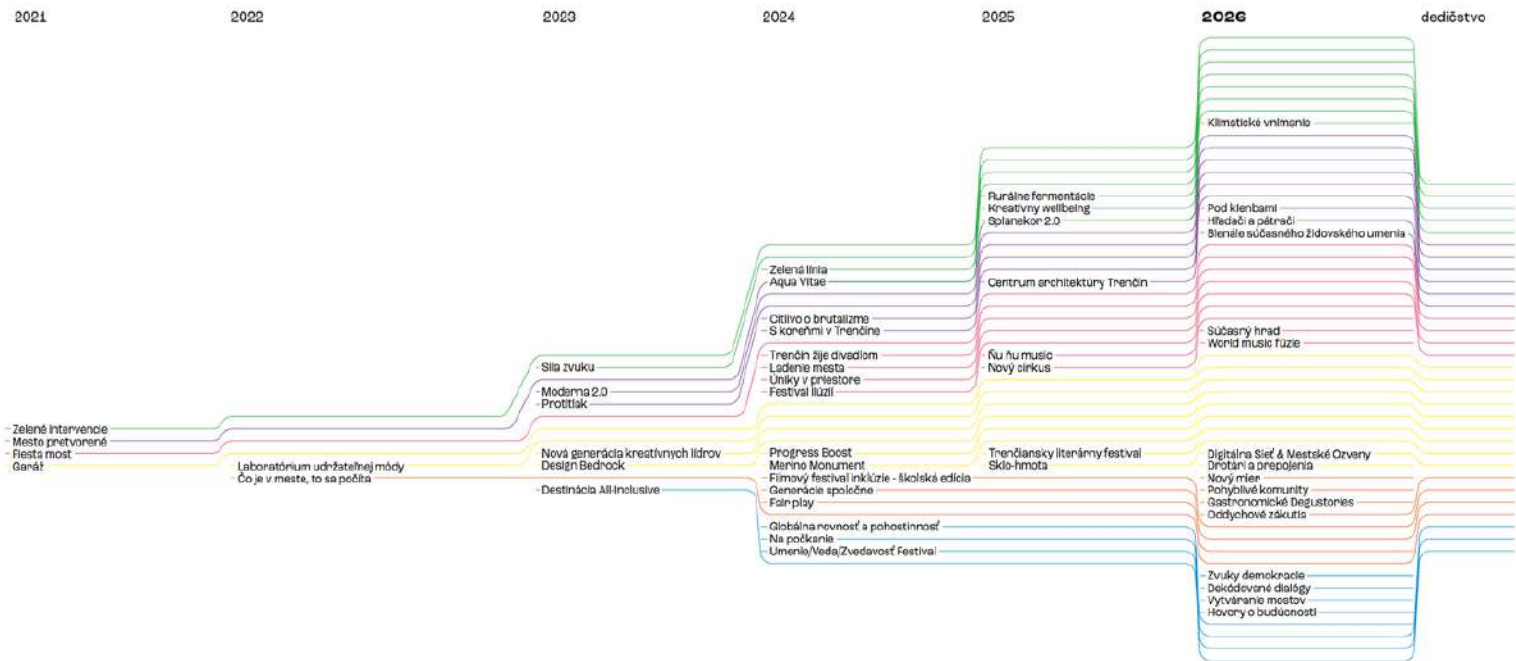 2021
2022
2023
2024
2025
2026
dedičstvo
Zelené intervencie
Mesto pretvorené
Fiesta most
Garáž
Laboratórium udržateľnej módy
Čo je v meste, to sa počíta
Sila zvuku
Moderna 2.0
Protitlak
Nová generácia kreatívnych lídrov
Design Bedrock
Destinácia All-inclusive
Zelená línia
Aqua Vitae
Citlivo o brutalizme
S koreňmi v Trenčíne
Trenčín žije divadlom
Ladenie mesta
Úniky v priestore
Festival ilúzií
Progress Boost
Merino Monument
Filmový festival inklúzie - školská edícia
Generácie spoločne
Fair play
Globálna rovnosť a pohostinnosť
Na počkanie
Umenie/Veda/Zvedavosť Festival
Rurálne fermentácie
Kreatívny wellbeing
Splanekor 2.0
Centrum architektúry Trenčín
Ňu ňu music
Nový cirkus
Trenčiansky literárny festival
Sklo-hmota
Klimatické vnímanie
Pod klenbami
Hľadači a pátrači
Bienále súčasného židovského umenia
Súčasný hrad
World music fúzie
Digitálna Sieť & Mestské Ozveny
Drotári a prepojenia
Nový mier
Pohyblivé komunity
Gastronomické Degustories
Oddychové zákutia
Zvuky demokracie
Dekódované dialógy
Vytváranie mostov
Hovory o budúcnosti